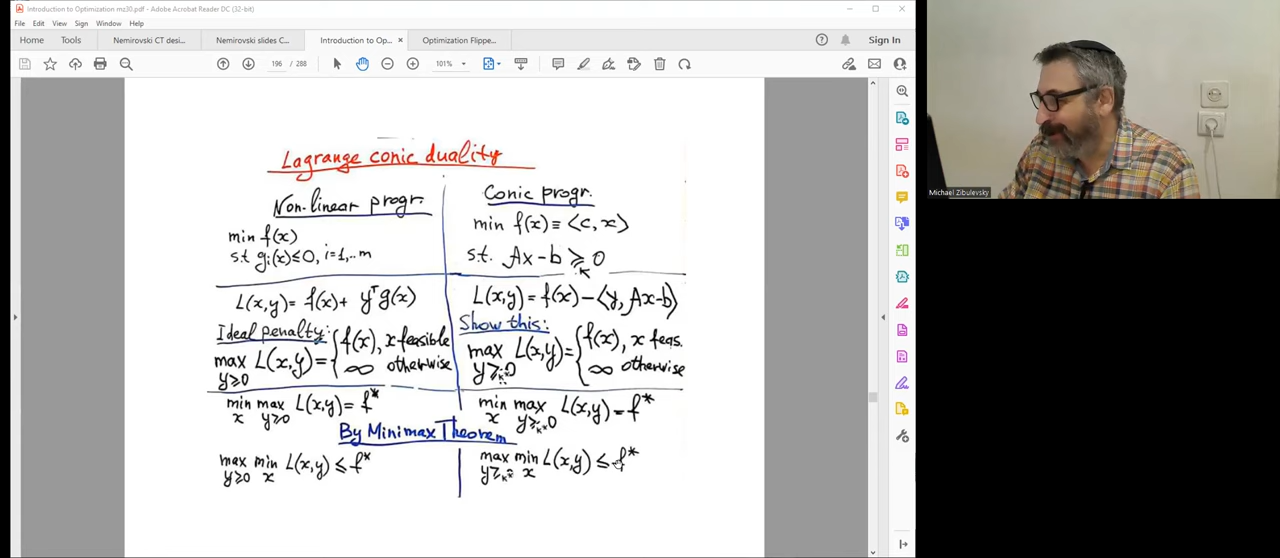 Introduction to Optimization mz30.pdf - Adobe Acrobat Reader DC (32-bit)
File Edit View Sign Window Help
Home Tools Nemirovski CT desi... Nemirovski slides C... Introduction to Op... × Optimization Flippe... Sign In
196 / 288 101%
Michael Zibulevsky
Lagrange conic duality
Non-linear progr.
min f(x)
s.t gᵢ(x)≤0, i=1,..m
L(x,y)= f(x)+ yᵀg(x)
Ideal penalty:
max L(x,y)= { f(x), x feasible
y≥0 ∞ otherwise
min max L(x,y)= f*
x y≥0
Conic progr.
min f(x)≡⟨c,x⟩
s.t. Ax-b ≥_K 0
L(x,y)=f(x)-⟨y, Ax-b⟩
Show this:
max L(x,y)= { f(x), x feas.
y≥_K* 0 ∞ otherwise
min max L(x,y)=f*
x y≥_K* 0
By Minimax Theorem
max min L(x,y)≤f*
y≥0 x
max min L(x,y)≤f*
y≥_K* x